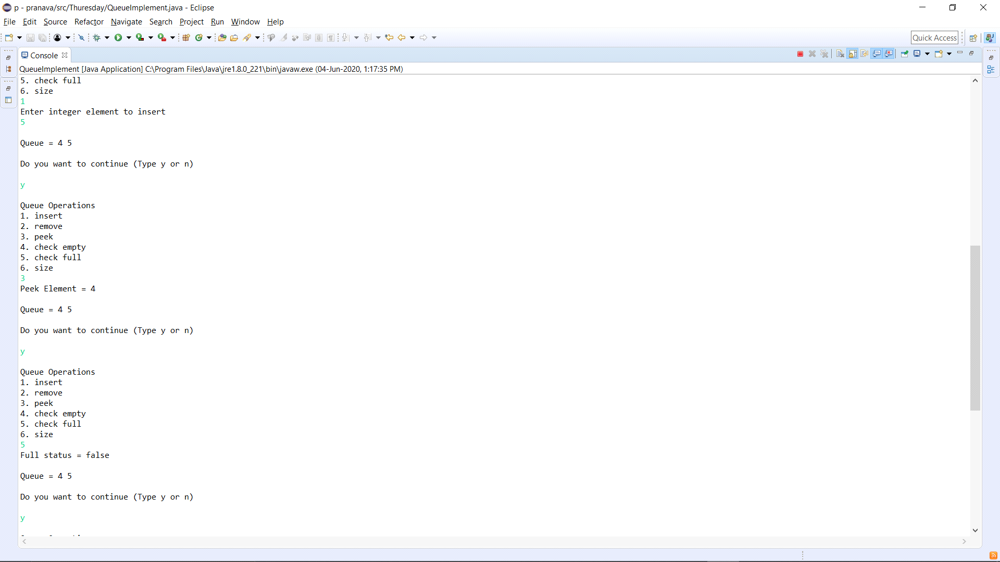 p - pranava/src/Thuresday/QueueImplement.java - Eclipse
File Edit Source Refactor Navigate Search Project Run Window Help
Quick Access
Console
QueueImplement [Java Application] C:\Program Files\Java\jre1.8.0_221\bin\javaw.exe (04-Jun-2020, 1:17:35 PM)
5. check full
6. size
1
Enter integer element to insert
5
Queue = 4 5
Do you want to continue (Type y or n)
y
Queue Operations
1. insert
2. remove
3. peek
4. check empty
5. check full
6. size
3
Peek Element = 4
Queue = 4 5
Do you want to continue (Type y or n)
y
Queue Operations
1. insert
2. remove
3. peek
4. check empty
5. check full
6. size
5
Full status = false
Queue = 4 5
Do you want to continue (Type y or n)
y